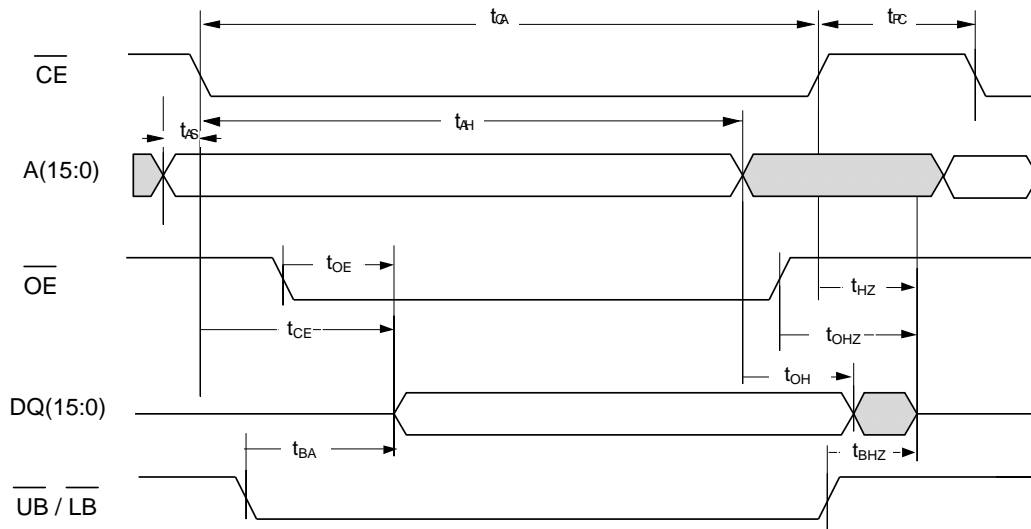 tCA
tPC
CE
tAS
tAH
A(15:0)
OE
tOE
tHZ
tCE
tOHZ
tOH
DQ(15:0)
tBA
tBHZ
UB / LB